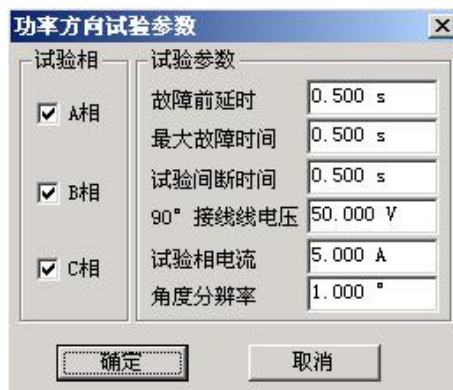 功率方向试验参数
试验相
A相
B相
C相
试验参数
故障前延时 0.500 s
最大故障时间 0.500 s
试验间断时间 0.500 s
90° 接线线电压 50.000 V
试验相电流 5.000 A
角度分辨率 1.000 °
确定
取消